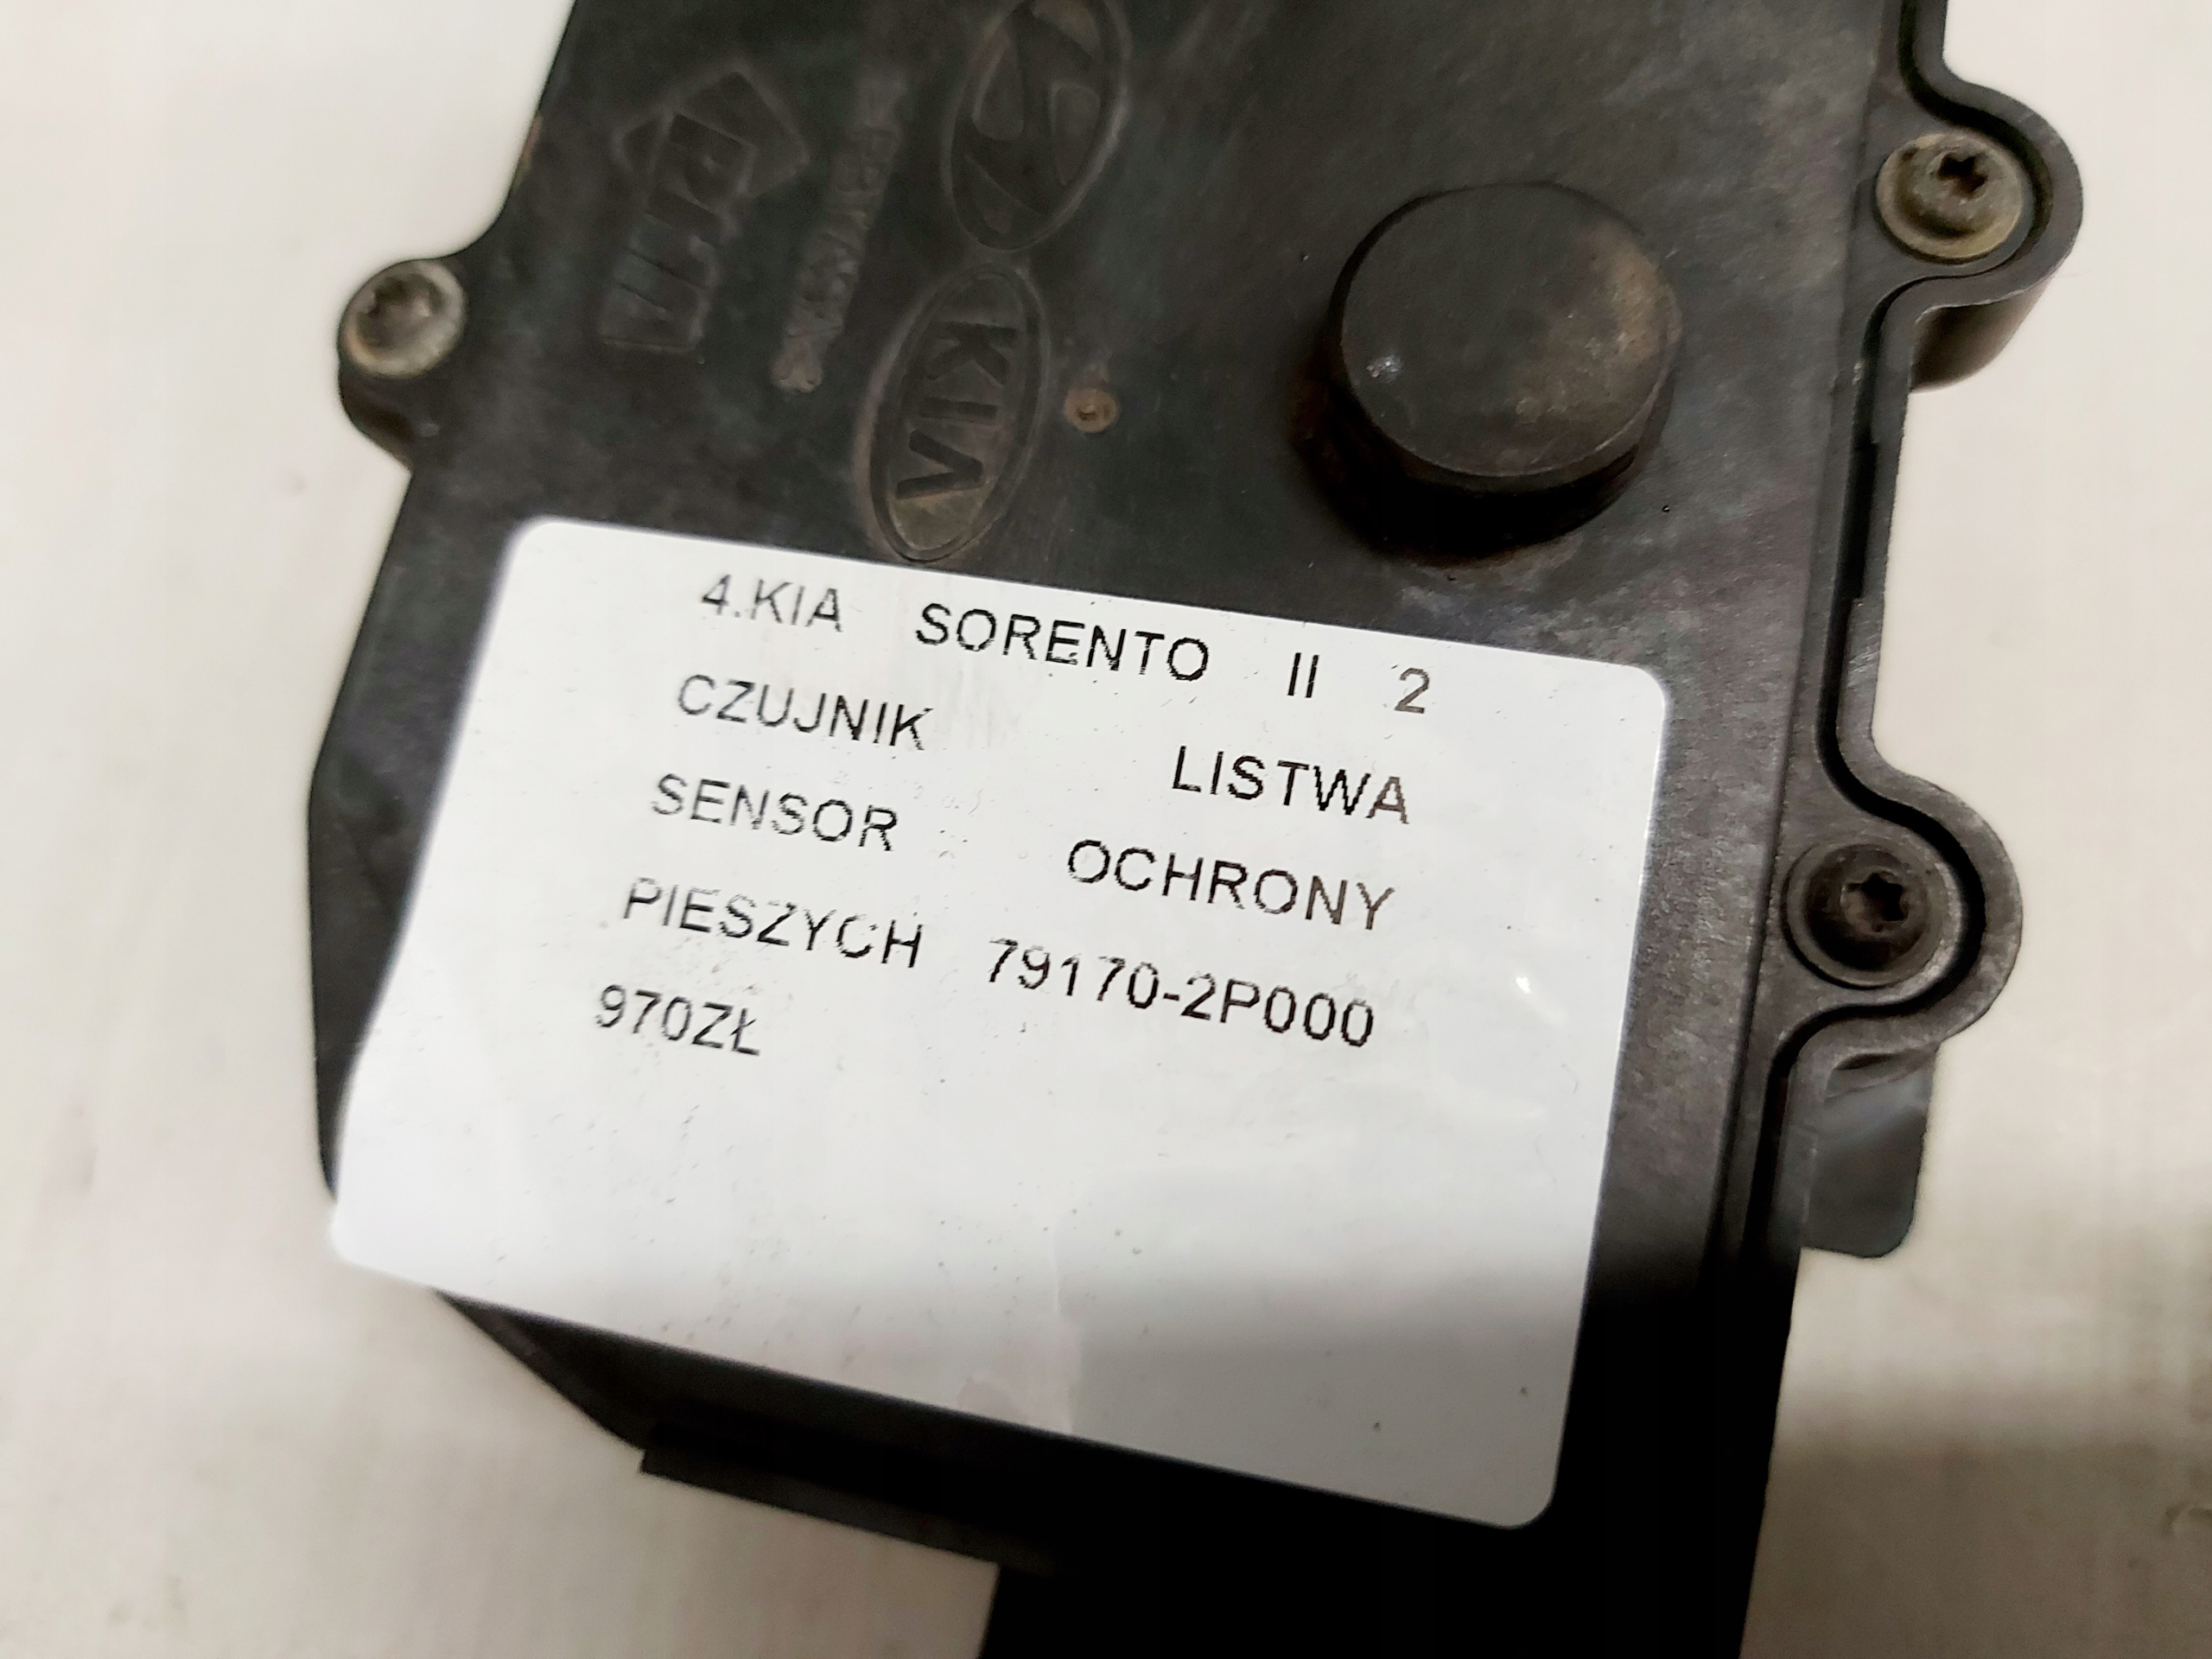 KIA
4.KIA SORENTO II 2
CZUJNIK LISTWA
SENSOR OCHRONY
PIESZYCH 79170-2P000
970ZŁ